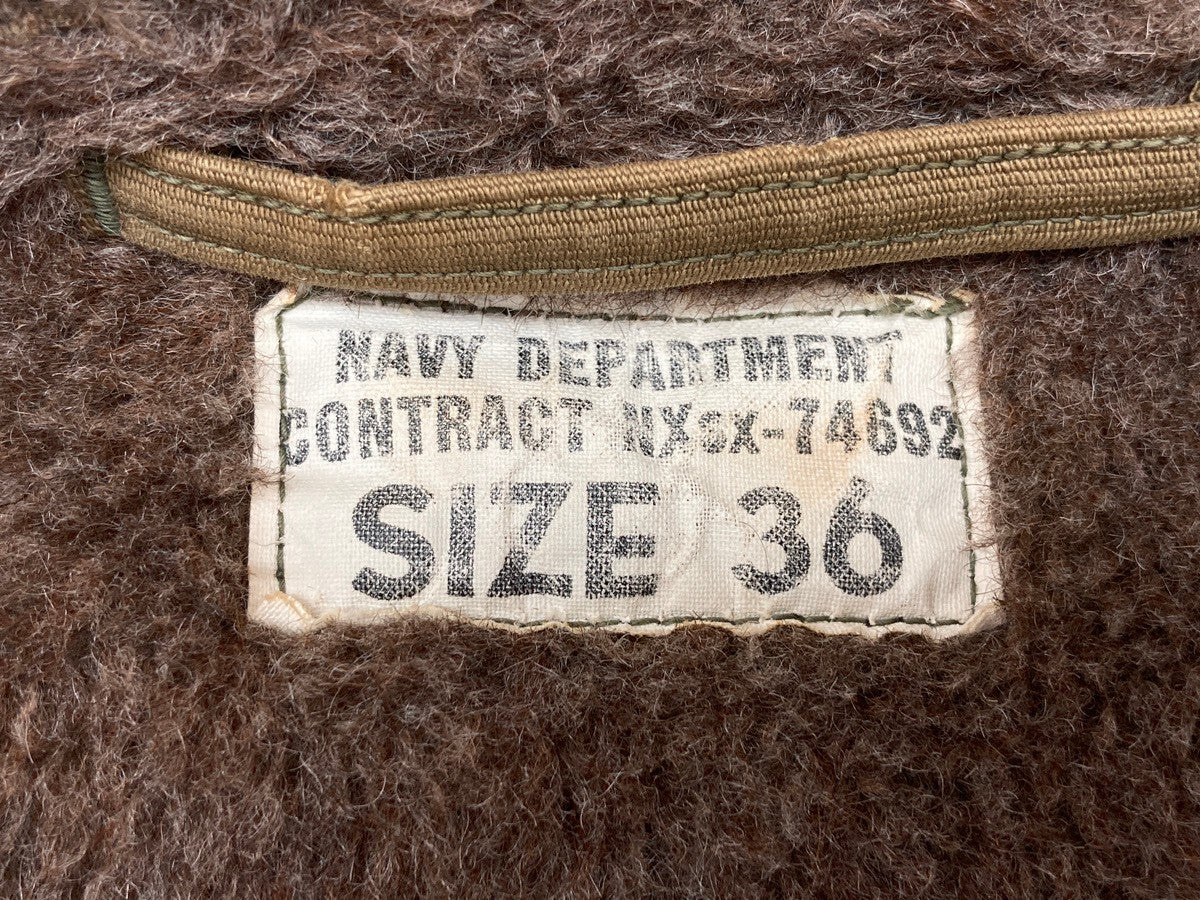 NAVY DEPARTMENT
CONTRACT NXsx-74692
SIZE 36